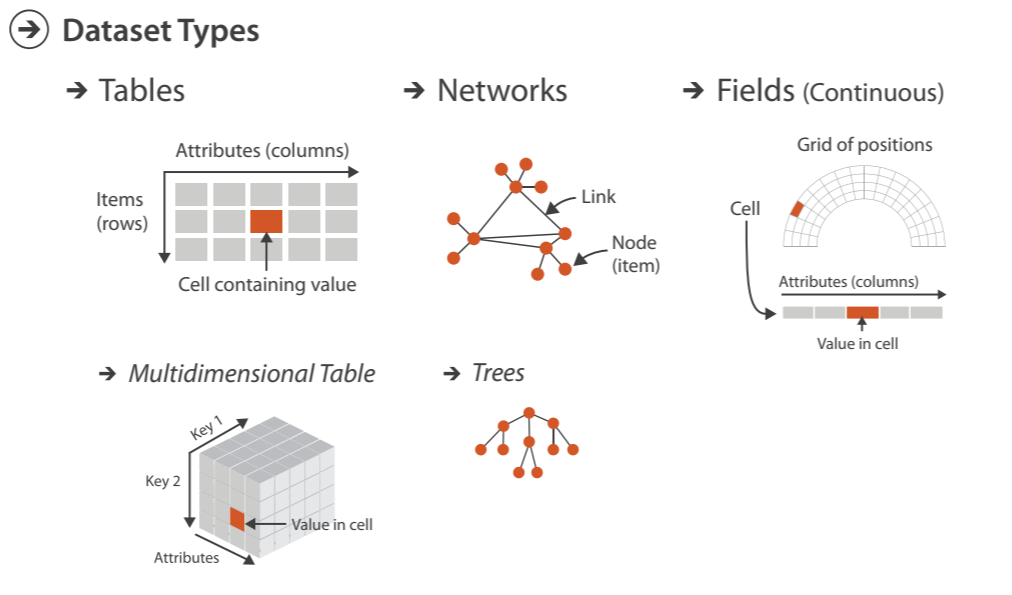 Dataset Types
Tables
Networks
Fields (Continuous)
Attributes (columns)
Items
(rows)
Cell containing value
Link
Node
(item)
Grid of positions
Cell
Attributes (columns)
Value in cell
Multidimensional Table
Trees
Key 1
Key 2
Value in cell
Attributes